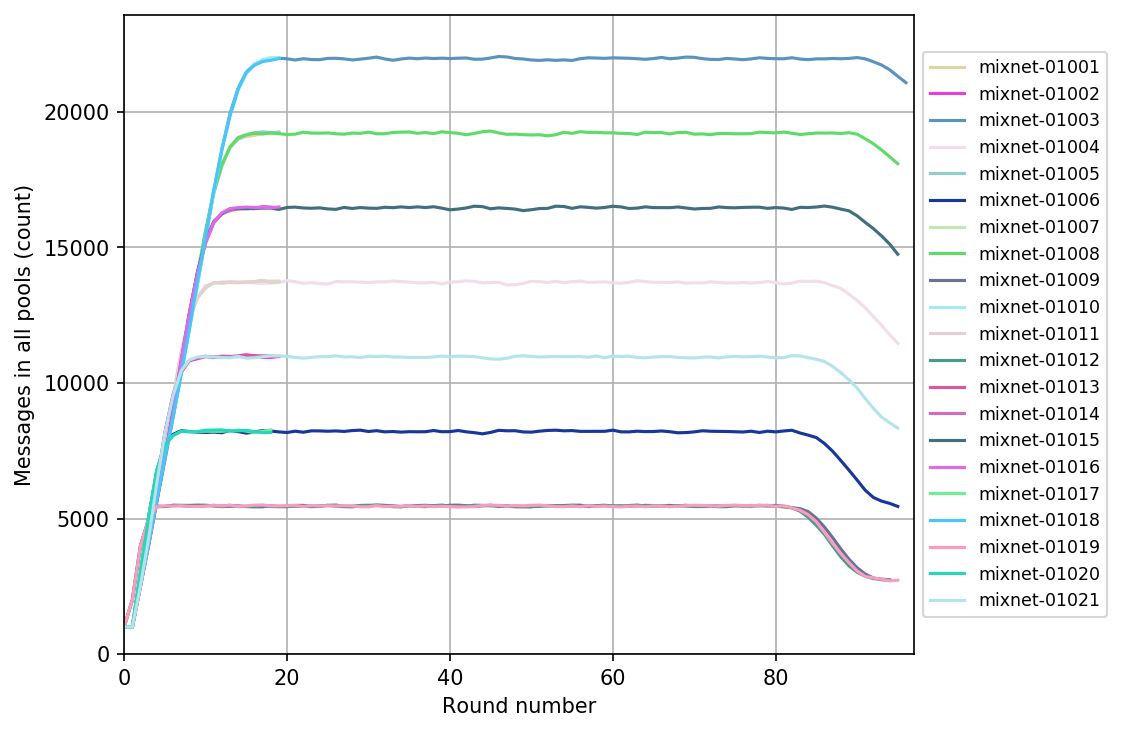 Messages in all pools (count)
20000
15000
10000
5000
0
0 20 40 60 80
Round number
mixnet-01001
mixnet-01002
mixnet-01003
mixnet-01004
mixnet-01005
mixnet-01006
mixnet-01007
mixnet-01008
mixnet-01009
mixnet-01010
mixnet-01011
mixnet-01012
mixnet-01013
mixnet-01014
mixnet-01015
mixnet-01016
mixnet-01017
mixnet-01018
mixnet-01019
mixnet-01020
mixnet-01021